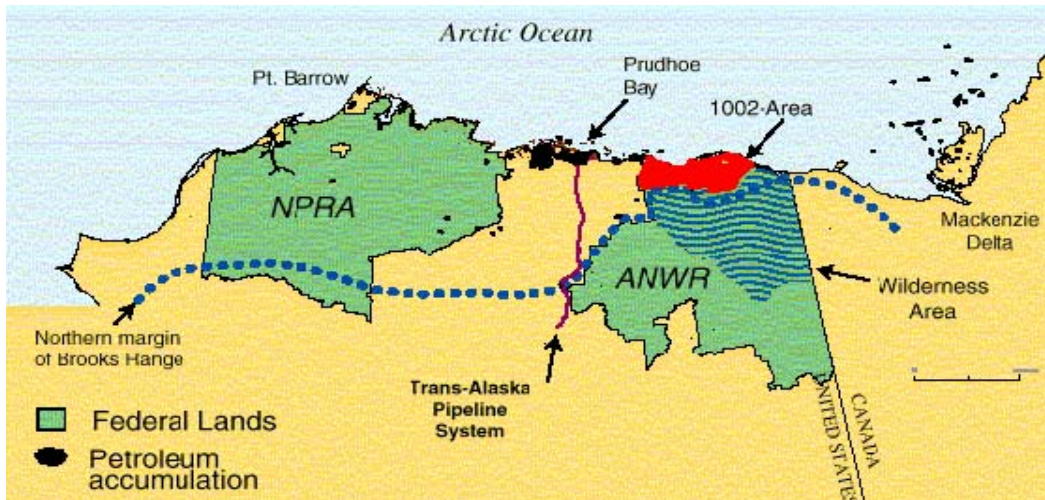 Arctic Ocean
Pt. Barrow
Prudhoe
Bay
1002-Area
NPRA
ANWR
Mackenzie
Delta
Wilderness
Area
Northern margin
of Brooks Range
Trans-Alaska
Pipeline
System
Federal Lands
Petroleum
accumulation
CANADA
UNITED STATES